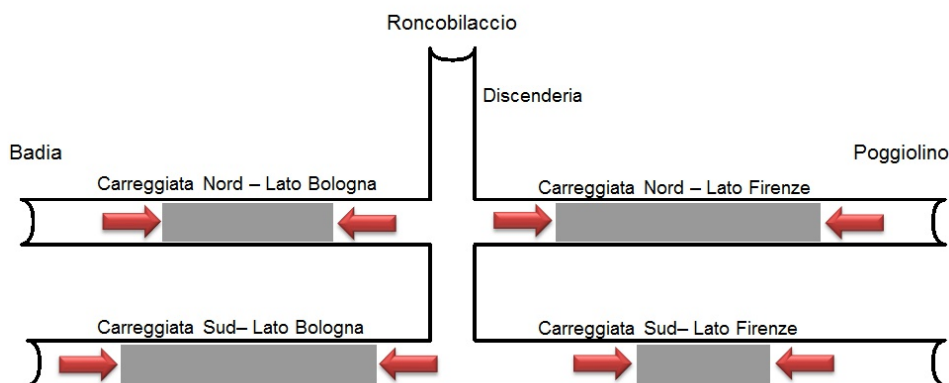 Roncobilaccio
Discenderia
Badia
Poggiolino
Carreggiata Nord – Lato Bologna
Carreggiata Nord – Lato Firenze
Carreggiata Sud– Lato Bologna
Carreggiata Sud– Lato Firenze